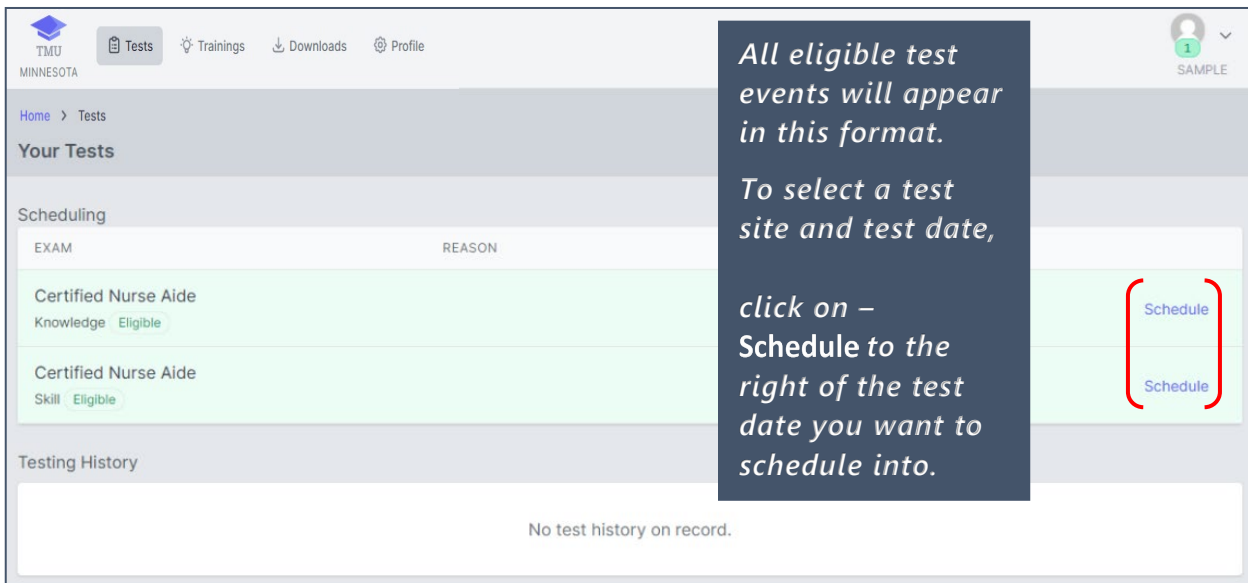 TMU
MINNESOTA
Tests
Trainings
Downloads
Profile
1
SAMPLE
Home > Tests
Your Tests
Scheduling
EXAM
REASON
Certified Nurse Aide
Knowledge Eligible
Schedule
Certified Nurse Aide
Skill Eligible
Schedule
Testing History
No test history on record.
All eligible test
events will appear
in this format.
To select a test
site and test date,
click on –
Schedule to the
right of the test
date you want to
schedule into.